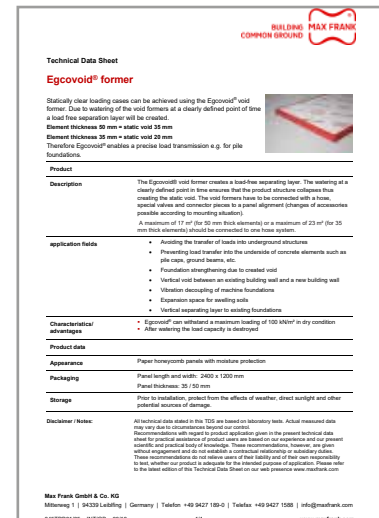 BUILDING
COMMON GROUND
MAX FRANK
Technical Data Sheet
Egcovoid® former
Statically clear loading cases can be achieved using the Egcovoid® void
former. Due to watering of the void formers at a clearly defined point of time
a load free separation layer will be created.
Element thickness 50 mm = static void 35 mm
Element thickness 35 mm = static void 20 mm
Therefore Egcovoid® enables a precise load transmission e.g. for pile
foundations.
Product
Description
The Egcovoid® void former creates a load-free separating layer. The watering at a
clearly defined point in time ensures that the product structure collapses thus
creating the static void. The void formers have to be connected with a hose,
special valves and connector pieces to a panel alignment (changes of accessories
possible according to mounting situation).
A maximum of 17 m² (for 50 mm thick elements) or a maximum of 23 m² (for 35
mm thick elements) should be connected to one hose system.
application fields
• Avoiding the transfer of loads into underground structures
• Preventing load transfer into the underside of concrete elements such as
pile caps, ground beams, etc.
• Foundation strengthening due to created void
• Vertical void between an existing building and a new building wall
• Vibration decoupling of machine foundations
• Expansion space for swelling soils
• Vertical separating layer to existing foundations
Characteristics/
advantages
• Egcovoid® can withstand a maximum loading of 100 kN/m² in dry condition
• After watering the load capacity is destroyed
Product data
Appearance
Paper honeycomb panels with moisture protection
Packaging
Panel length and width: 2400 x 1200 mm
Panel thickness: 35 / 50 mm
Storage
Prior to installation, protect from the effects of weather, direct sunlight and other
potential sources of damage.
Disclaimer / Notes:
All technical data stated in this TDS are based on laboratory tests. Actual measured data
may vary due to circumstances beyond our control.
Recommendations with regard to product application given in the present technical data
sheet for practical assistance of product users are based on our experience and our present
scientific and practical body of knowledge. These recommendations, however, are given
without engagement and do not establish a contractual relationship and subsidiary duties.
These recommendations do not relieve users of their liability and of their own responsibility
to test, whether our product is adequate for the intended purpose of application. Please refer
to the latest edition of this Technical Data Sheet on our web presence www.maxfrank.com
Max Frank GmbH & Co. KG
Mitterweg 1 | 94339 Leiblfing | Germany | Telefon +49 9427 189-0 | Telefax +49 9427 1588 | info@maxfrank.com